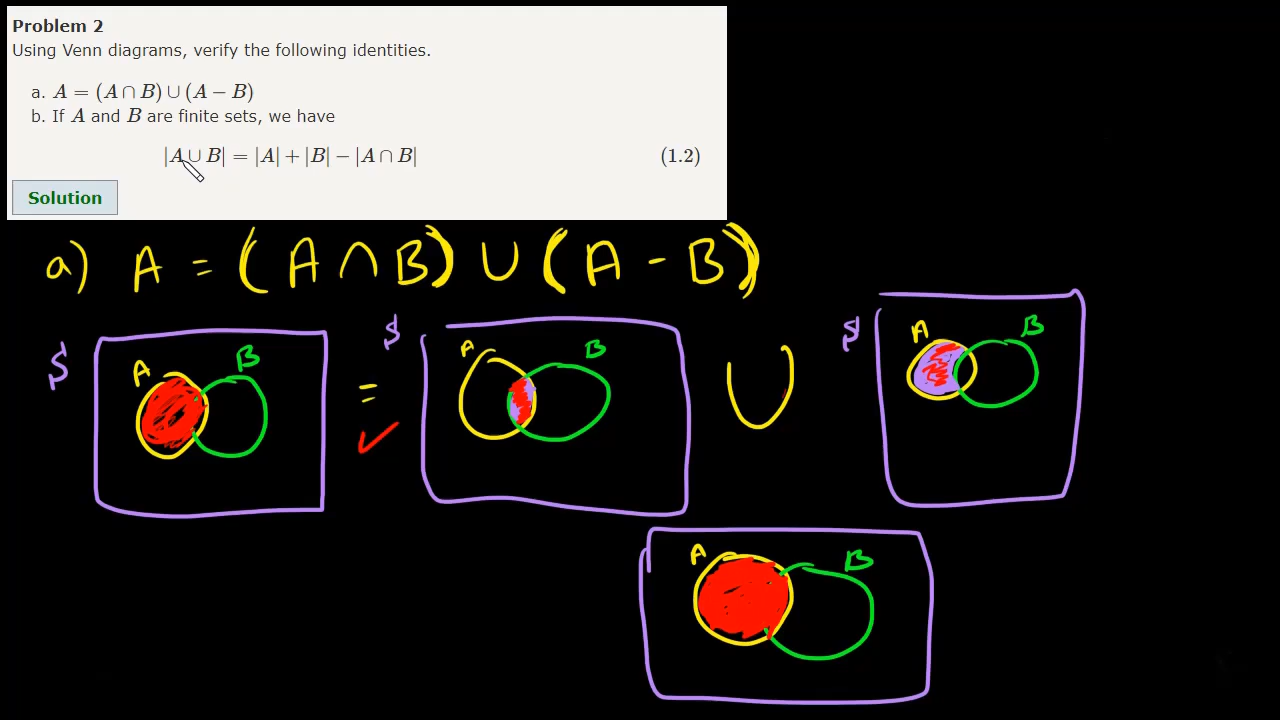 Problem 2
Using Venn diagrams, verify the following identities.
a. A = (A ∩ B) ∪ (A − B)
b. If A and B are finite sets, we have
|A ∪ B| = |A| + |B| − |A ∩ B| (1.2)
Solution
a) A = (A ∩ B) ∪ (A - B)
S A B = S A B ∪ S A B
A B